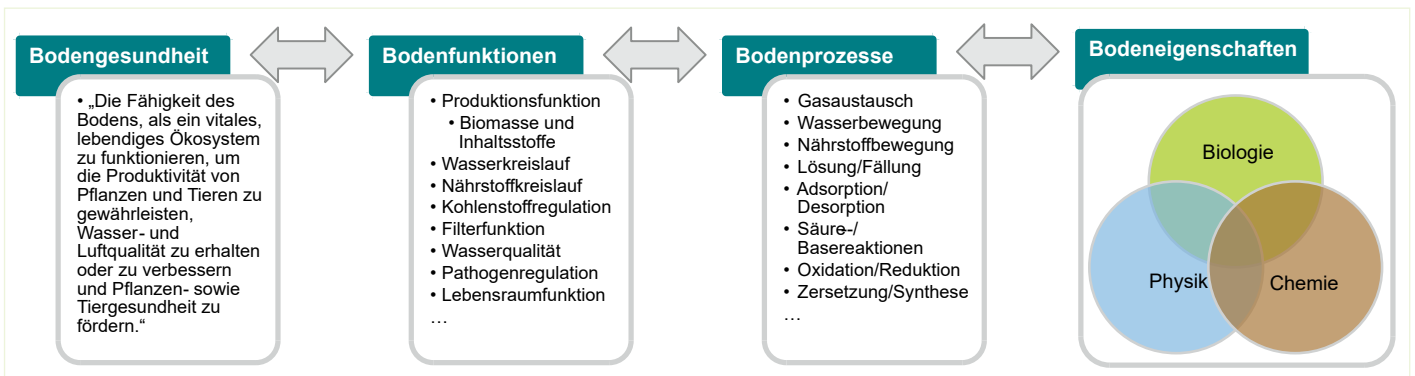 Bodengesundheit
• „Die Fähigkeit des
Bodens, als ein vitales,
lebendiges Ökosystem
zu funktionieren, um
die Produktivität von
Pflanzen und Tieren zu
gewährleisten,
Wasser- und
Luftqualität zu erhalten
oder zu verbessern
und Pflanzen- sowie
Tiergesundheit zu
fördern.“
Bodenfunktionen
• Produktionsfunktion
• Biomasse und
Inhaltsstoffe
• Wasserkreislauf
• Nährstoffkreislauf
• Kohlenstoffregulation
• Filterfunktion
• Wasserqualität
• Pathogenregulation
• Lebensraumfunktion
…
Bodenprozesse
• Gasaustausch
• Wasserbewegung
• Nährstoffbewegung
• Lösung/Fällung
• Adsorption/
Desorption
• Säure-/
Basereaktionen
• Oxidation/Reduktion
• Zersetzung/Synthese
…
Bodeneigenschaften
Biologie
Physik
Chemie